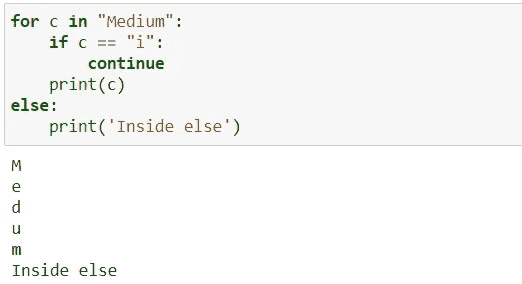 for c in "Medium":
    if c == "i":
        continue
    print(c)
else:
    print('Inside else')
M
e
d
u
m
Inside else